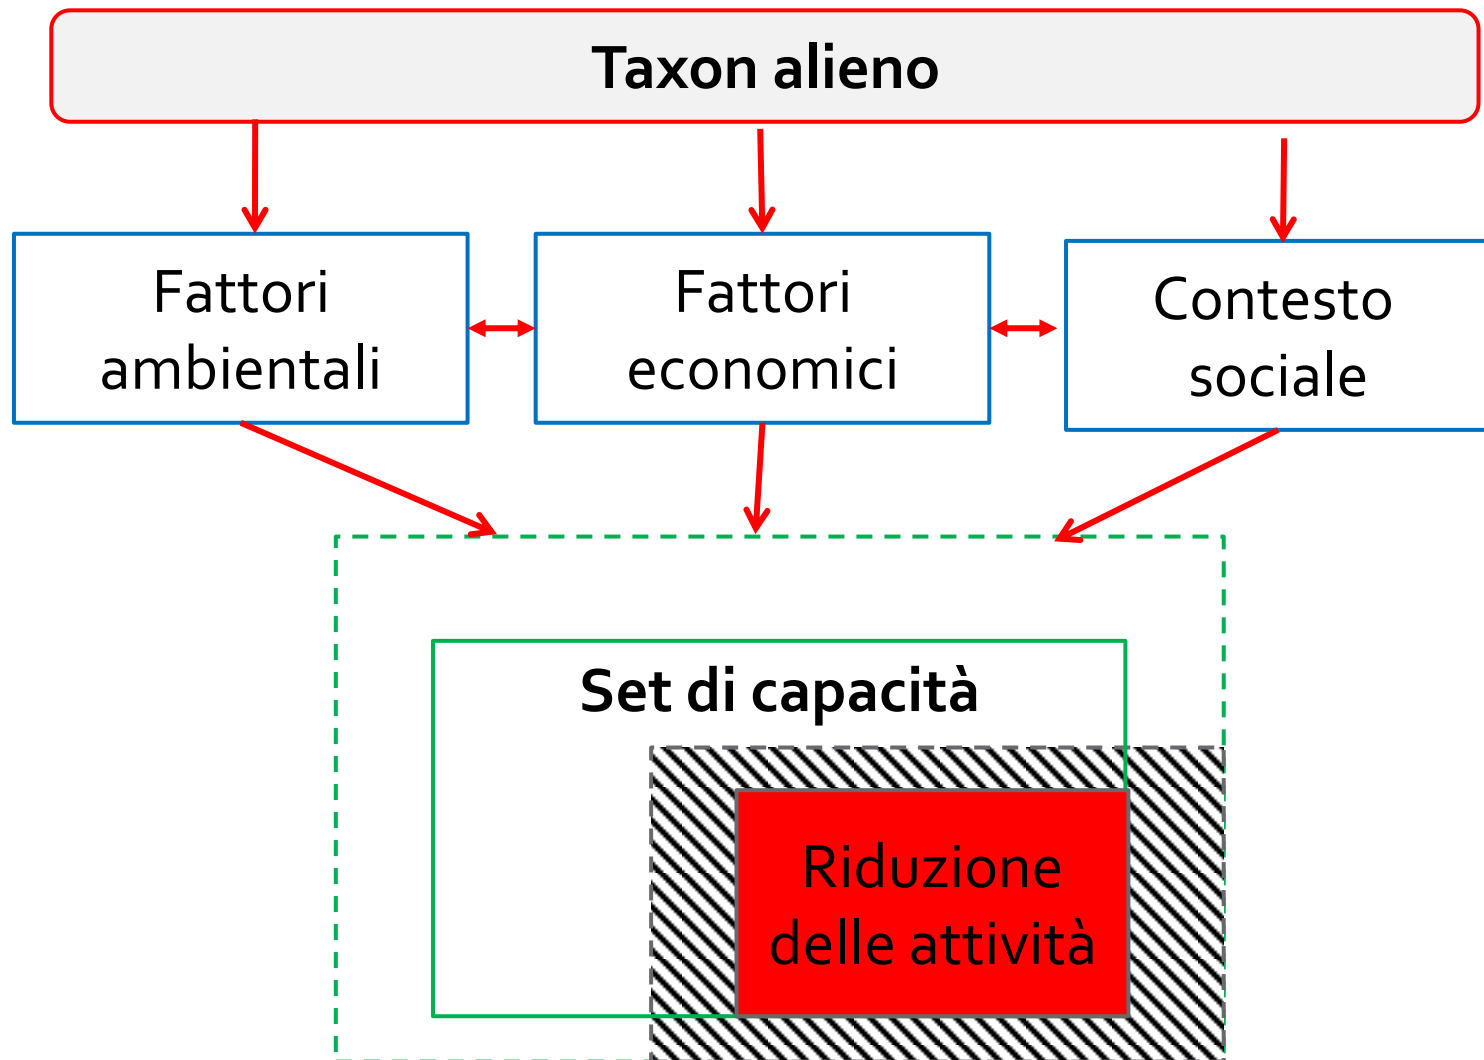 Taxon alieno
Fattori
ambientali
Fattori
economici
Contesto
sociale
Set di capacità
Riduzione
delle attività